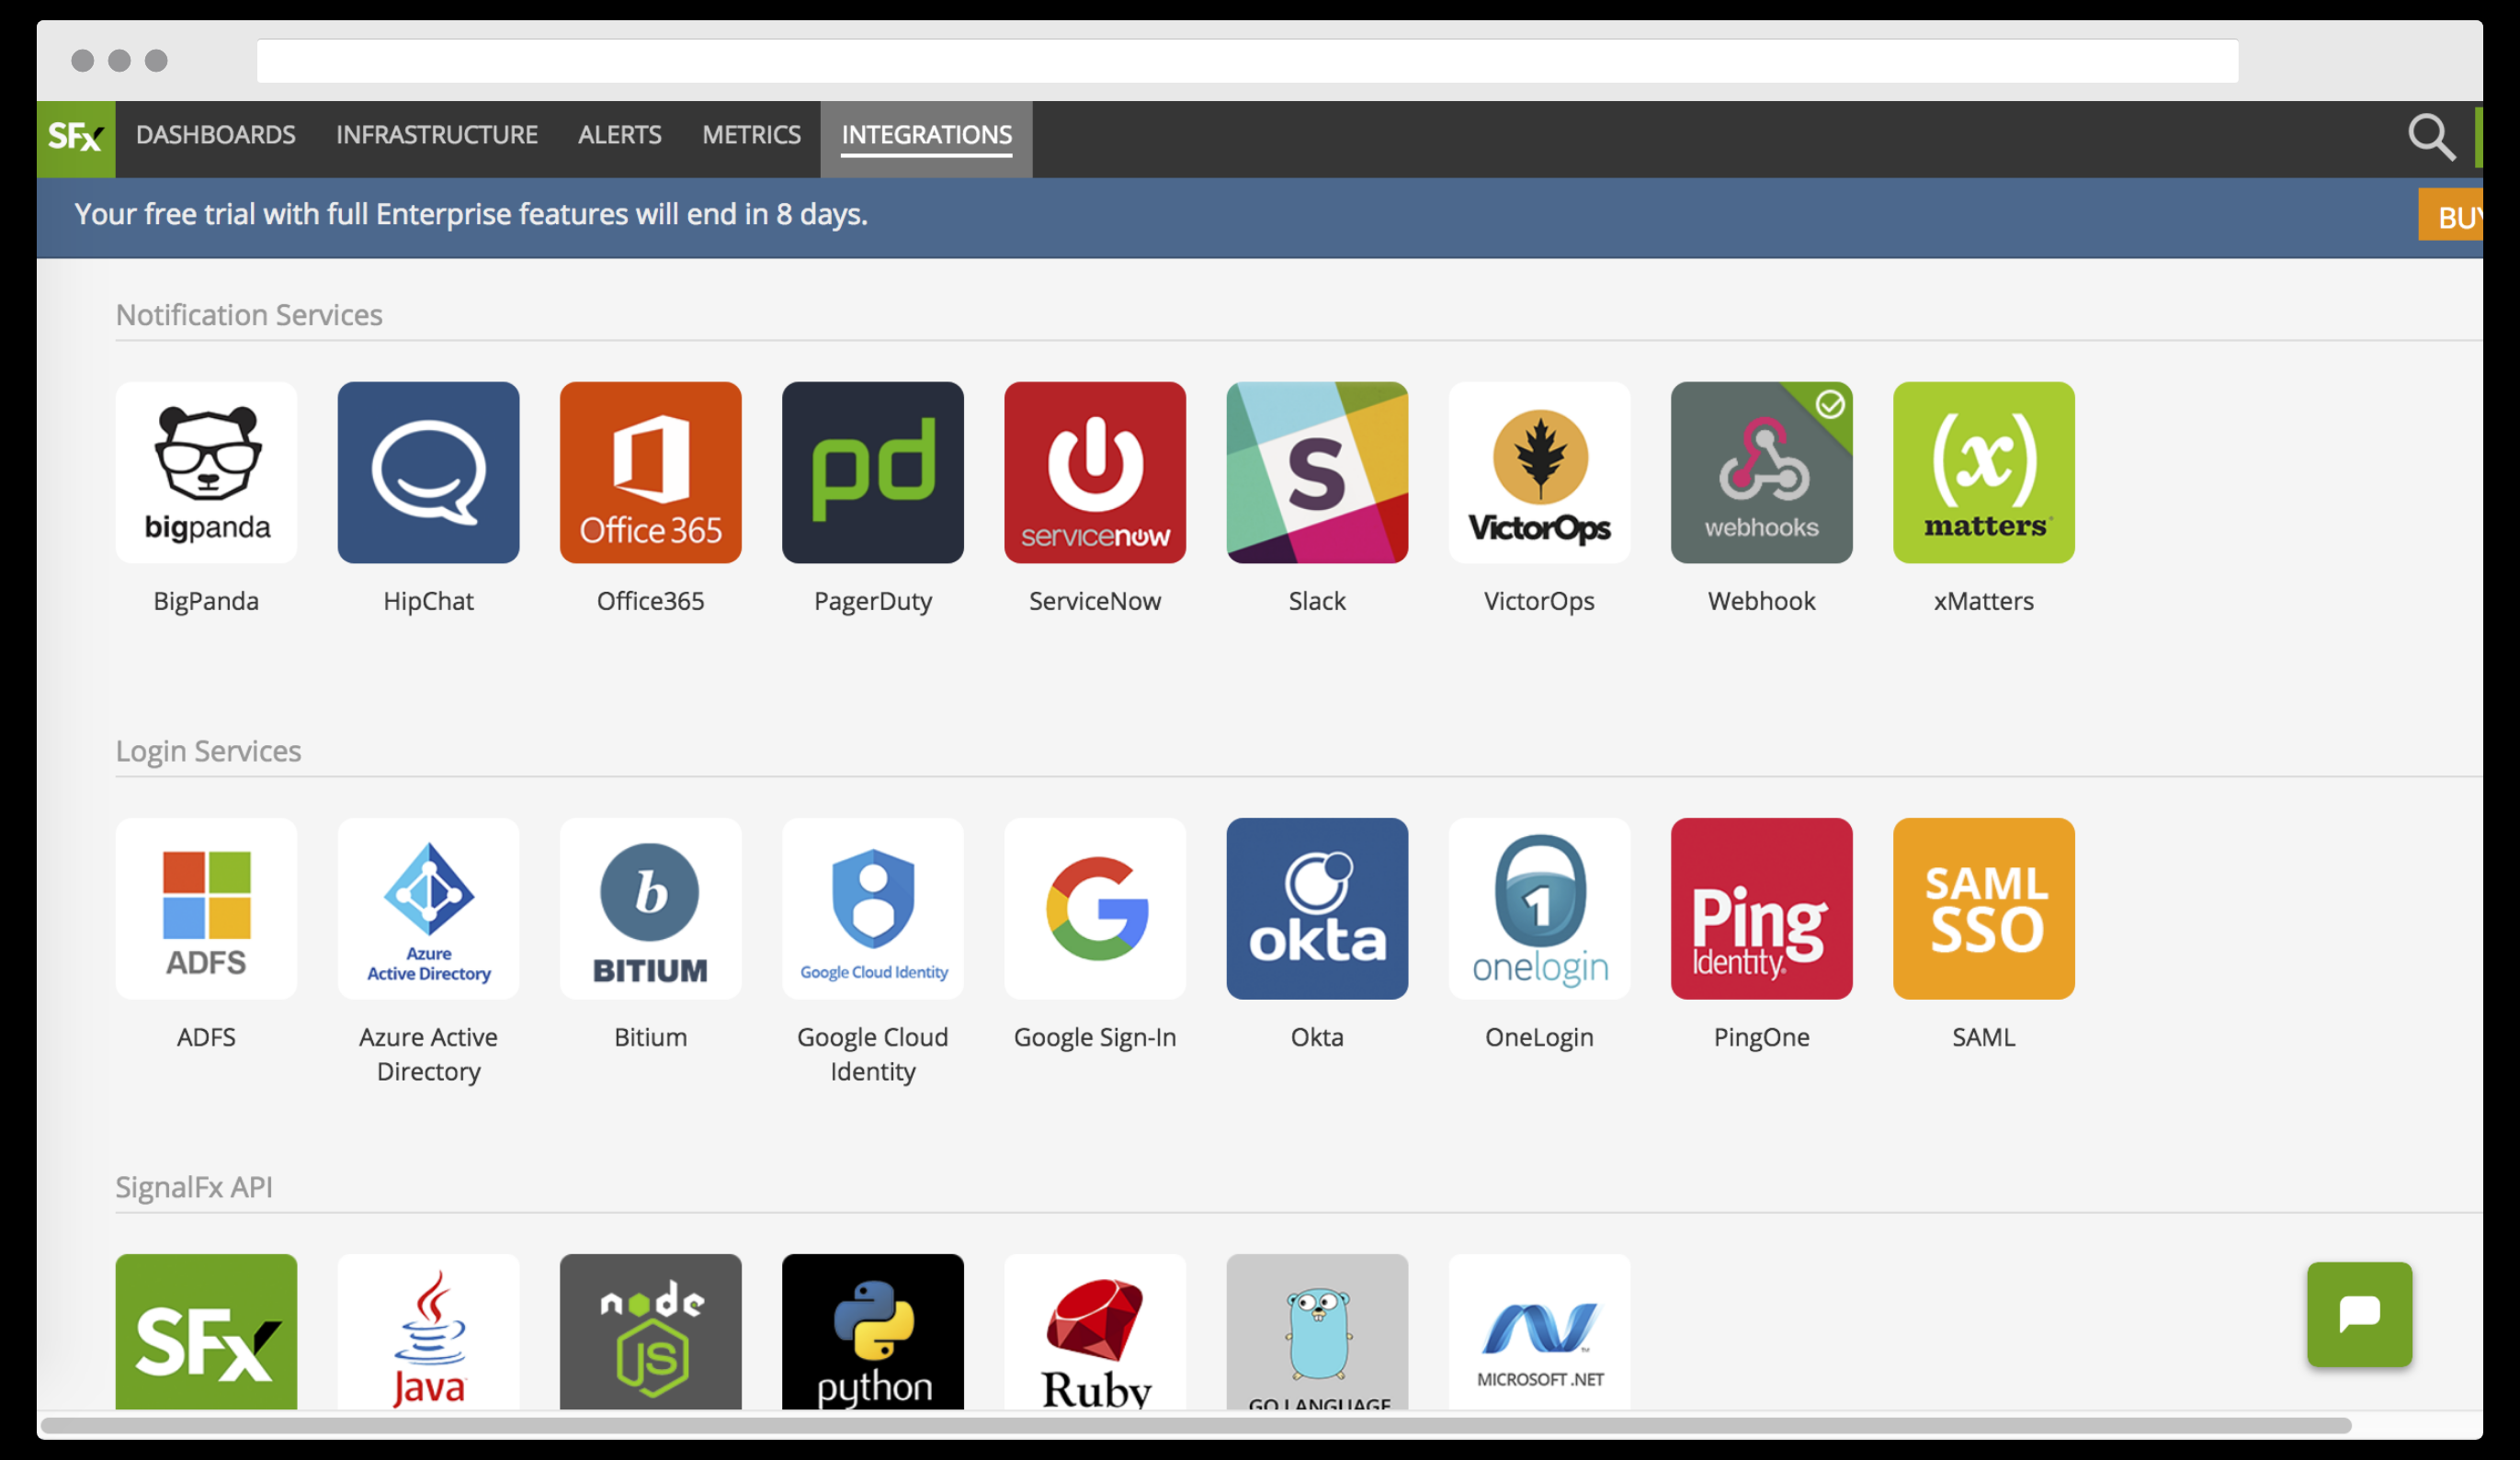 SFx DASHBOARDS INFRASTRUCTURE ALERTS METRICS INTEGRATIONS
Your free trial with full Enterprise features will end in 8 days.
Notification Services
bigpanda
Office 365
pd
servicenow
S
VictorOps
webhooks
(x)
matters
BigPanda HipChat Office365 PagerDuty ServiceNow Slack VictorOps Webhook xMatters
Login Services
ADFS
Azure
Active Directory
b
BITIUM
Google Cloud Identity
G
okta
1
onelogin
Ping
Identity
SAML
SSO
ADFS Azure Active Directory Bitium Google Cloud Identity Google Sign-In Okta OneLogin PingOne SAML
SignalFx API
SFx
Java
node
JS
python
Ruby
GO LANGUAGE
MICROSOFT .NET